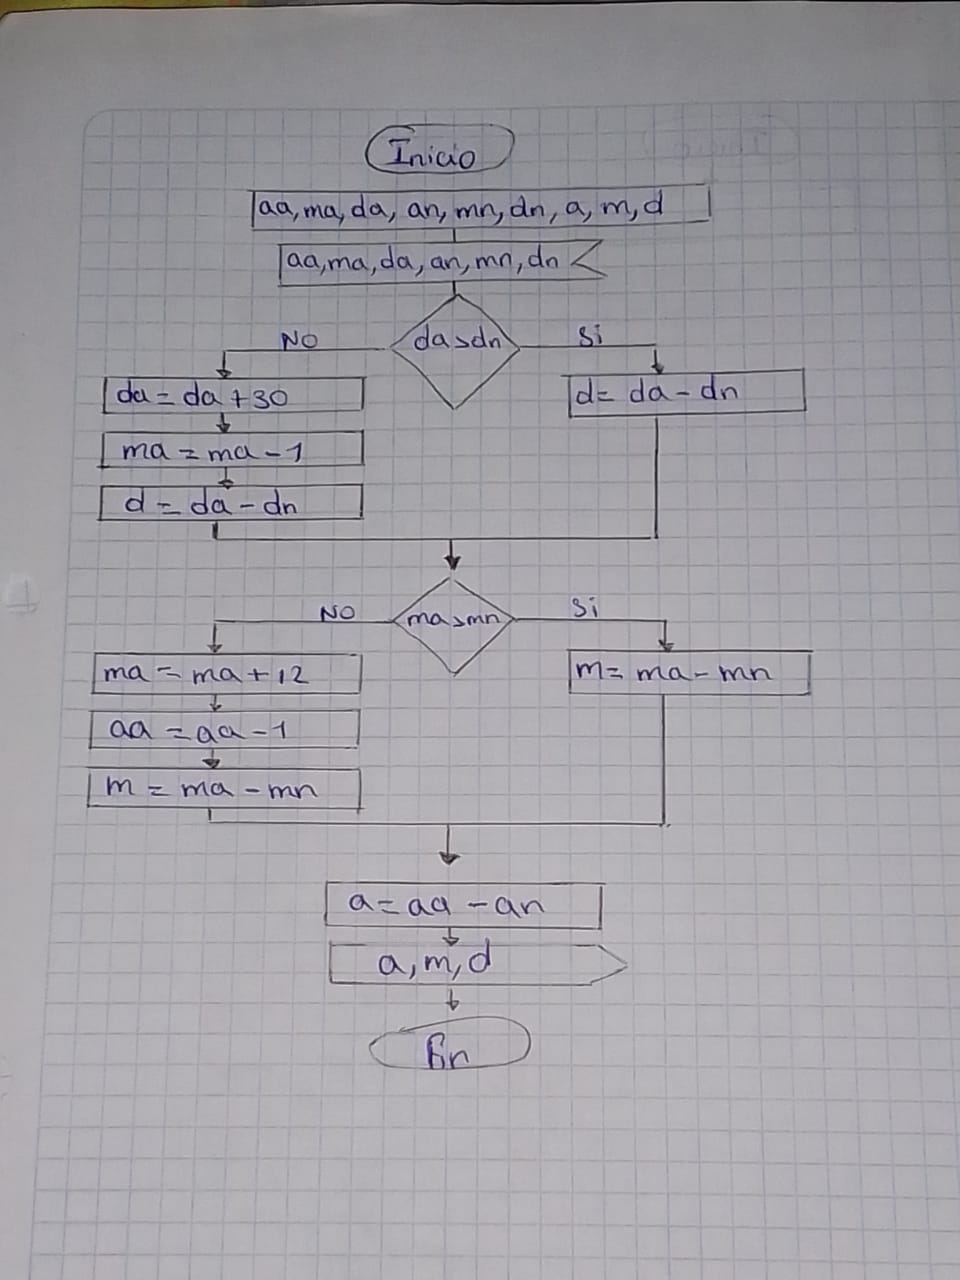 Inicio
aa, ma, da, an, mn, dn, a, m, d
aa, ma, da, an, mn, dn
NO da>dn Si
da = da + 30 d = da - dn
ma = ma - 1
d = da - dn
NO ma>mn Si
ma = ma + 12 m = ma - mn
aa = aa - 1
m = ma - mn
a = aa - an
a, m, d
Fin